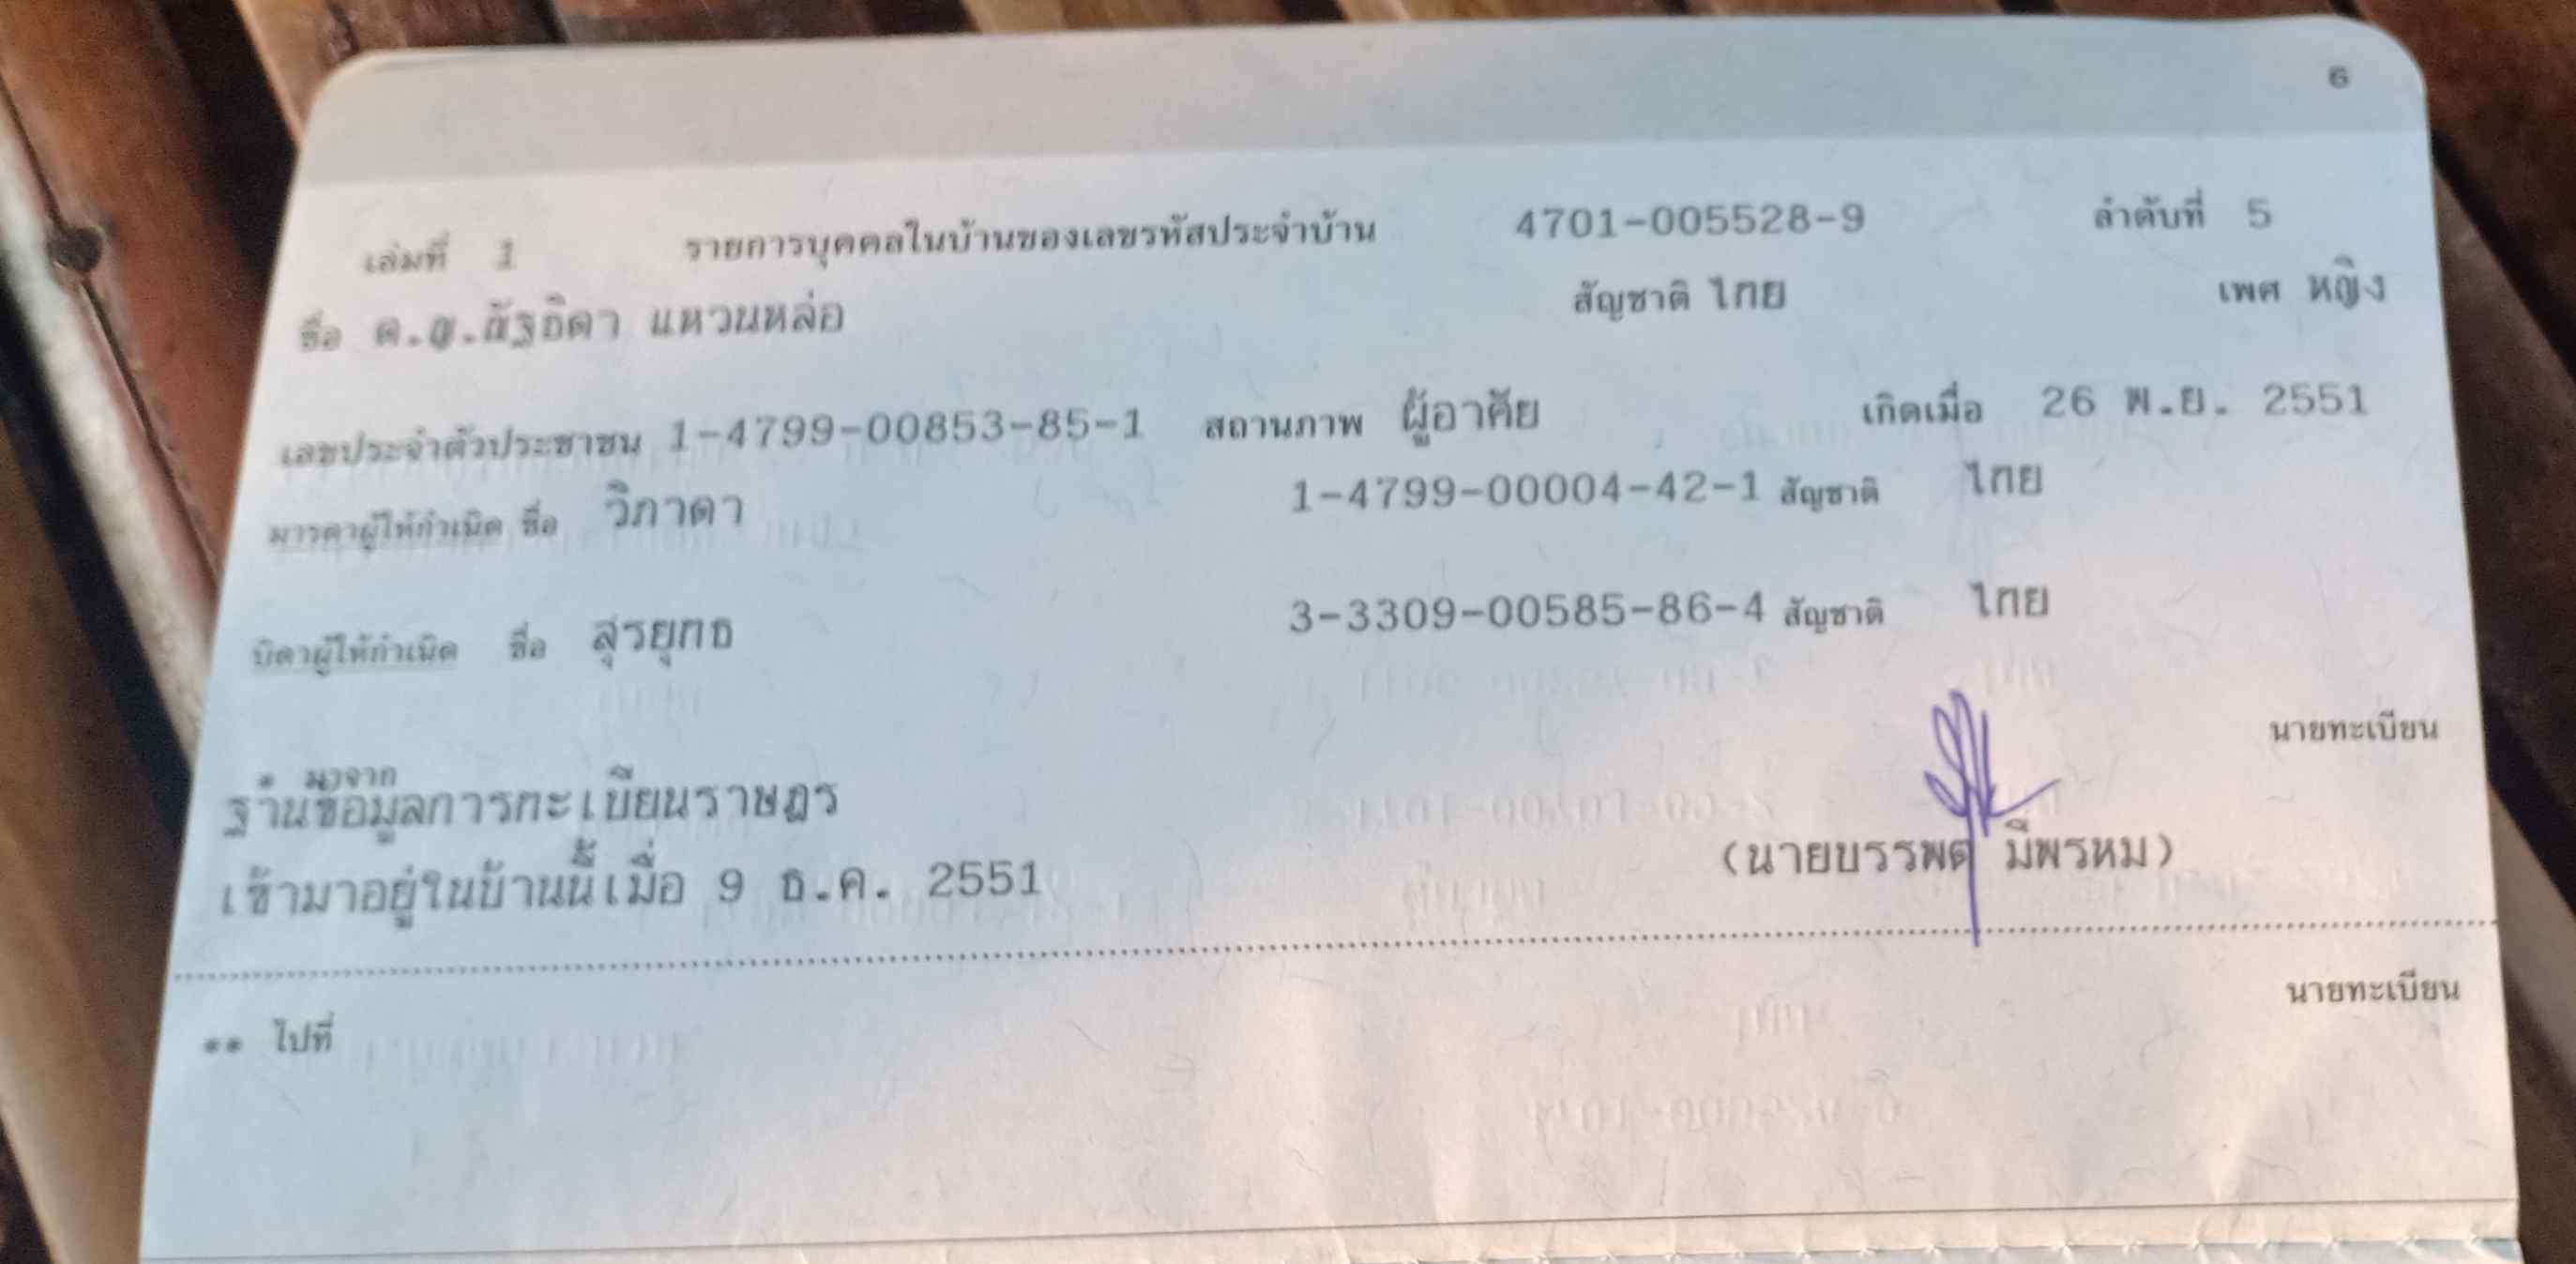 6
เล่มที่ 1 รายการบุคคลในบ้านของเลขรหัสประจำบ้าน 4701-005528-9 ลำดับที่ 5
ชื่อ ด.ญ.ณัฐธิดา แหวนหล่อ สัญชาติ ไทย เพศ หญิง
เลขประจำตัวประชาชน 1-4799-00853-85-1 สถานภาพ ผู้อาศัย เกิดเมื่อ 26 พ.ย. 2551
มารดาผู้ให้กำเนิด ชื่อ วิภาดา 1-4799-00004-42-1 สัญชาติ ไทย
บิดาผู้ให้กำเนิด ชื่อ สุรยุทธ 3-3309-00585-86-4 สัญชาติ ไทย
นายทะเบียน
* มาจาก
ฐานข้อมูลการทะเบียนราษฎร
(นายบรรพต มีพรหม)
เข้ามาอยู่ในบ้านนี้เมื่อ 9 ธ.ค. 2551
นายทะเบียน
** ไปที่